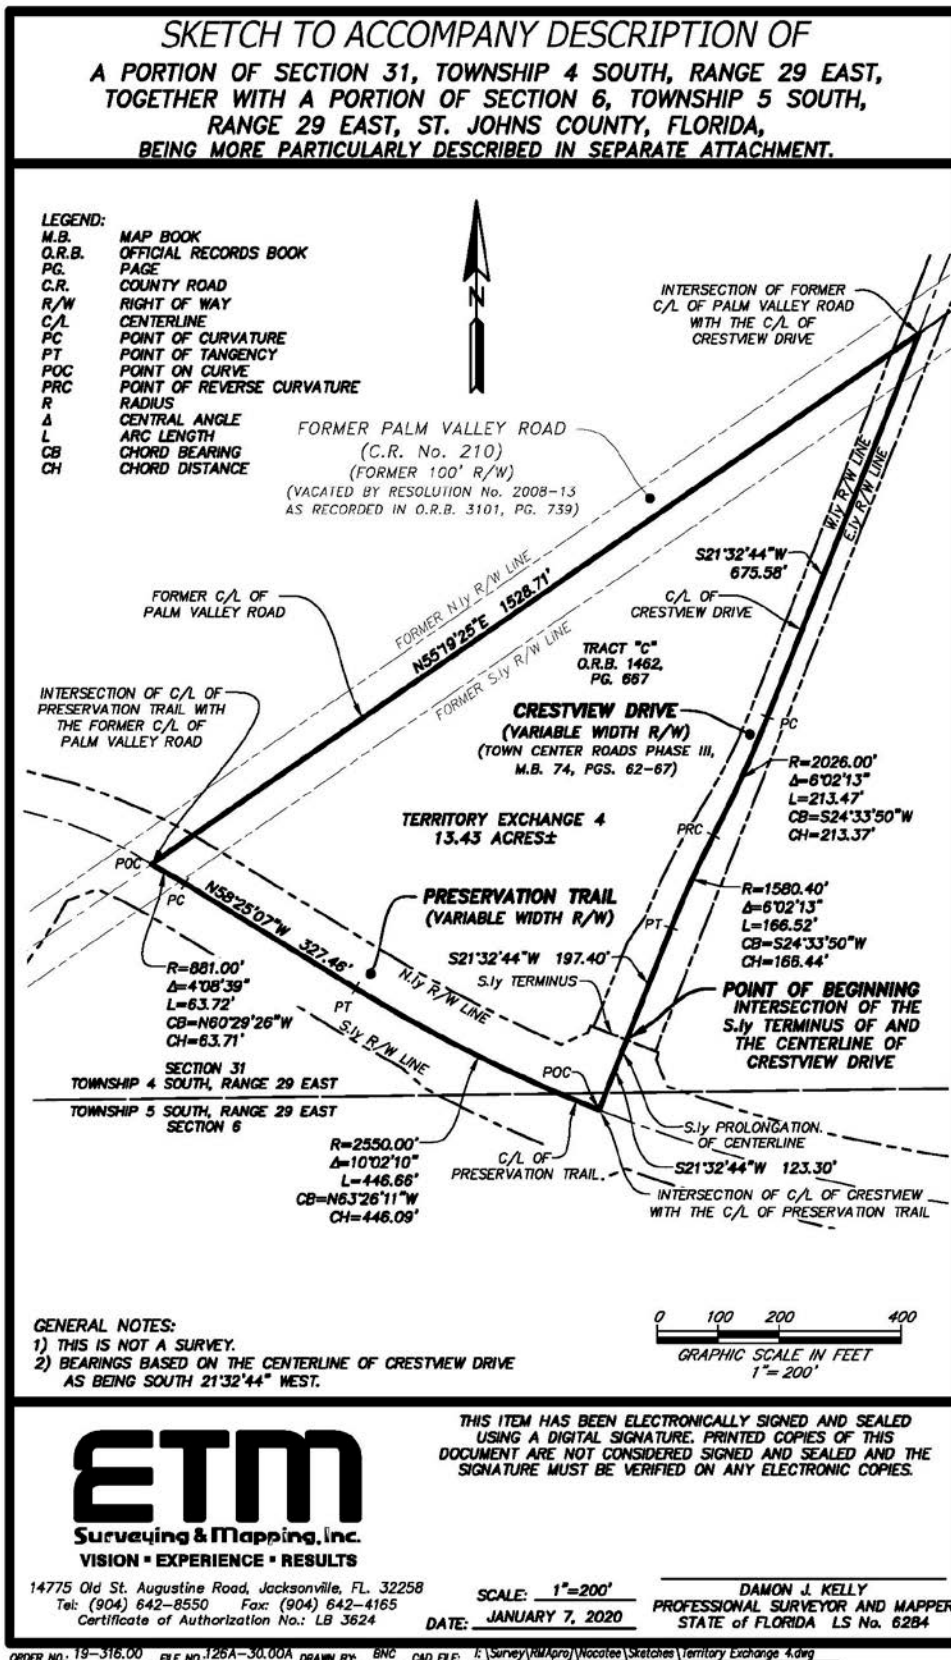 SKETCH TO ACCOMPANY DESCRIPTION OF
A PORTION OF SECTION 31, TOWNSHIP 4 SOUTH, RANGE 29 EAST,
TOGETHER WITH A PORTION OF SECTION 6, TOWNSHIP 5 SOUTH,
RANGE 29 EAST, ST. JOHNS COUNTY, FLORIDA,
BEING MORE PARTICULARLY DESCRIBED IN SEPARATE ATTACHMENT.
LEGEND:
M.B. MAP BOOK
O.R.B. OFFICIAL RECORDS BOOK
PG. PAGE
C.R. COUNTY ROAD
R/W RIGHT OF WAY
C/L CENTERLINE
PC POINT OF CURVATURE
PT POINT OF TANGENCY
POC POINT ON CURVE
PRC POINT OF REVERSE CURVATURE
R RADIUS
Δ CENTRAL ANGLE
L ARC LENGTH
CB CHORD BEARING
CH CHORD DISTANCE
N
INTERSECTION OF FORMER
C/L OF PALM VALLEY ROAD
WITH THE C/L OF
CRESTVIEW DRIVE
FORMER PALM VALLEY ROAD
(C.R. No. 210)
(FORMER 100' R/W)
(VACATED BY RESOLUTION No. 2008-13
AS RECORDED IN O.R.B. 3101, PG. 739)
W.ly R/W LINE
E.ly R/W LINE
S21°32'44"W
675.58'
C/L OF
CRESTVIEW DRIVE
FORMER C/L OF
PALM VALLEY ROAD
FORMER N.ly R/W LINE
N55°19'25"E 1528.71'
FORMER S.ly R/W LINE
TRACT "C"
O.R.B. 1462,
PG. 667
INTERSECTION OF C/L OF
PRESERVATION TRAIL WITH
THE FORMER C/L OF
PALM VALLEY ROAD
CRESTVIEW DRIVE
(VARIABLE WIDTH R/W)
(TOWN CENTER ROADS PHASE III,
M.B. 74, PGS. 62-67)
PC
R=2026.00'
Δ=6°02'13"
L=213.47'
CB=S24°33'50"W
CH=213.37'
TERRITORY EXCHANGE 4
13.43 ACRES±
PRC
POC
PC
N58°25'07"W 327.46'
PRESERVATION TRAIL
(VARIABLE WIDTH R/W)
R=1580.40'
Δ=6°02'13"
L=166.52'
CB=S24°33'50"W
CH=166.44'
PT
S21°32'44"W 197.40'
S.ly TERMINUS
R=881.00'
Δ=4°08'39"
L=63.72'
CB=N60°29'26"W
CH=63.71'
PT
N.ly R/W LINE
S.ly R/W LINE
POINT OF BEGINNING
INTERSECTION OF THE
S.ly TERMINUS OF AND
THE CENTERLINE OF
CRESTVIEW DRIVE
SECTION 31
TOWNSHIP 4 SOUTH, RANGE 29 EAST
TOWNSHIP 5 SOUTH, RANGE 29 EAST
SECTION 6
POC
S.ly PROLONGATION
OF CENTERLINE
R=2550.00'
Δ=10°02'10"
L=446.66'
CB=N63°26'11"W
CH=446.09'
C/L OF
PRESERVATION TRAIL
S21°32'44"W 123.30'
INTERSECTION OF C/L OF CRESTVIEW
WITH THE C/L OF PRESERVATION TRAIL
GENERAL NOTES:
1) THIS IS NOT A SURVEY.
2) BEARINGS BASED ON THE CENTERLINE OF CRESTVIEW DRIVE
AS BEING SOUTH 21°32'44" WEST.
0 100 200 400
GRAPHIC SCALE IN FEET
1"= 200'
THIS ITEM HAS BEEN ELECTRONICALLY SIGNED AND SEALED
USING A DIGITAL SIGNATURE. PRINTED COPIES OF THIS
DOCUMENT ARE NOT CONSIDERED SIGNED AND SEALED AND THE
SIGNATURE MUST BE VERIFIED ON ANY ELECTRONIC COPIES.
ETM
Surveying & Mapping, Inc.
VISION ▪ EXPERIENCE ▪ RESULTS
14775 Old St. Augustine Road, Jacksonville, FL. 32258
Tel: (904) 642-8550 Fax: (904) 642-4165
Certificate of Authorization No.: LB 3624
SCALE: 1"=200'
DATE: JANUARY 7, 2020
DAMON J. KELLY
PROFESSIONAL SURVEYOR AND MAPPER
STATE of FLORIDA LS No. 6284
ORDER NO.: 19-316.00 FILE NO.: 126A-30.00A DRAWN BY: BNC CAD FILE: I:\Survey\RMApro\Nocatee\Sketches\Territory Exchange 4.dwg